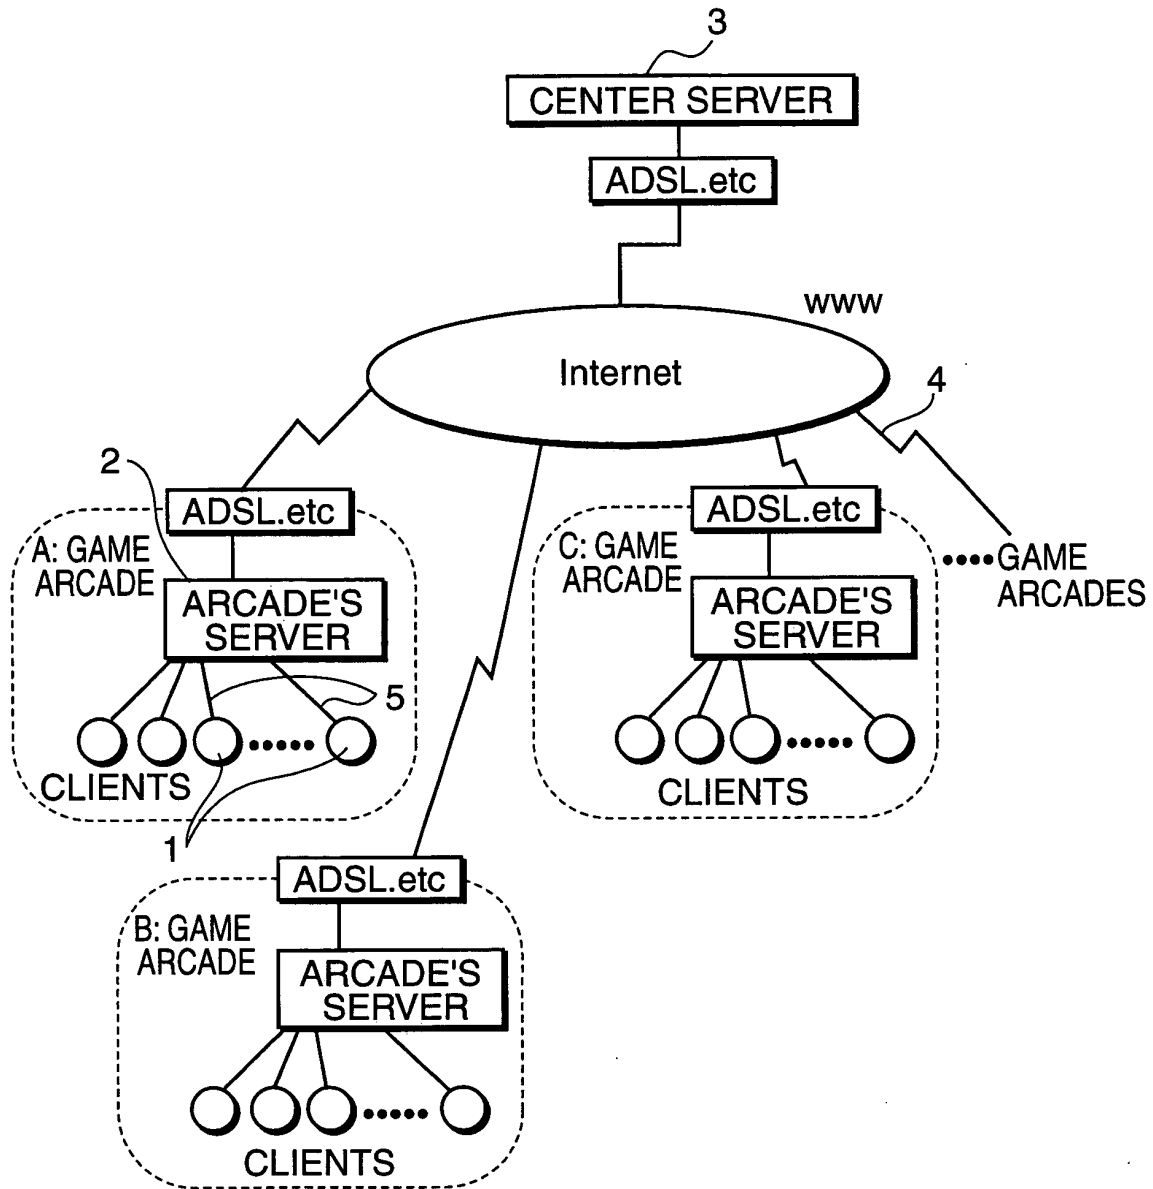 3
CENTER SERVER
ADSL.etc
www
Internet
4
2
ADSL.etc
A: GAME
ARCADE
ARCADE'S
SERVER
5
CLIENTS
1
ADSL.etc
C: GAME
ARCADE
ARCADE'S
SERVER
CLIENTS
•••• GAME
ARCADES
ADSL.etc
B: GAME
ARCADE
ARCADE'S
SERVER
CLIENTS